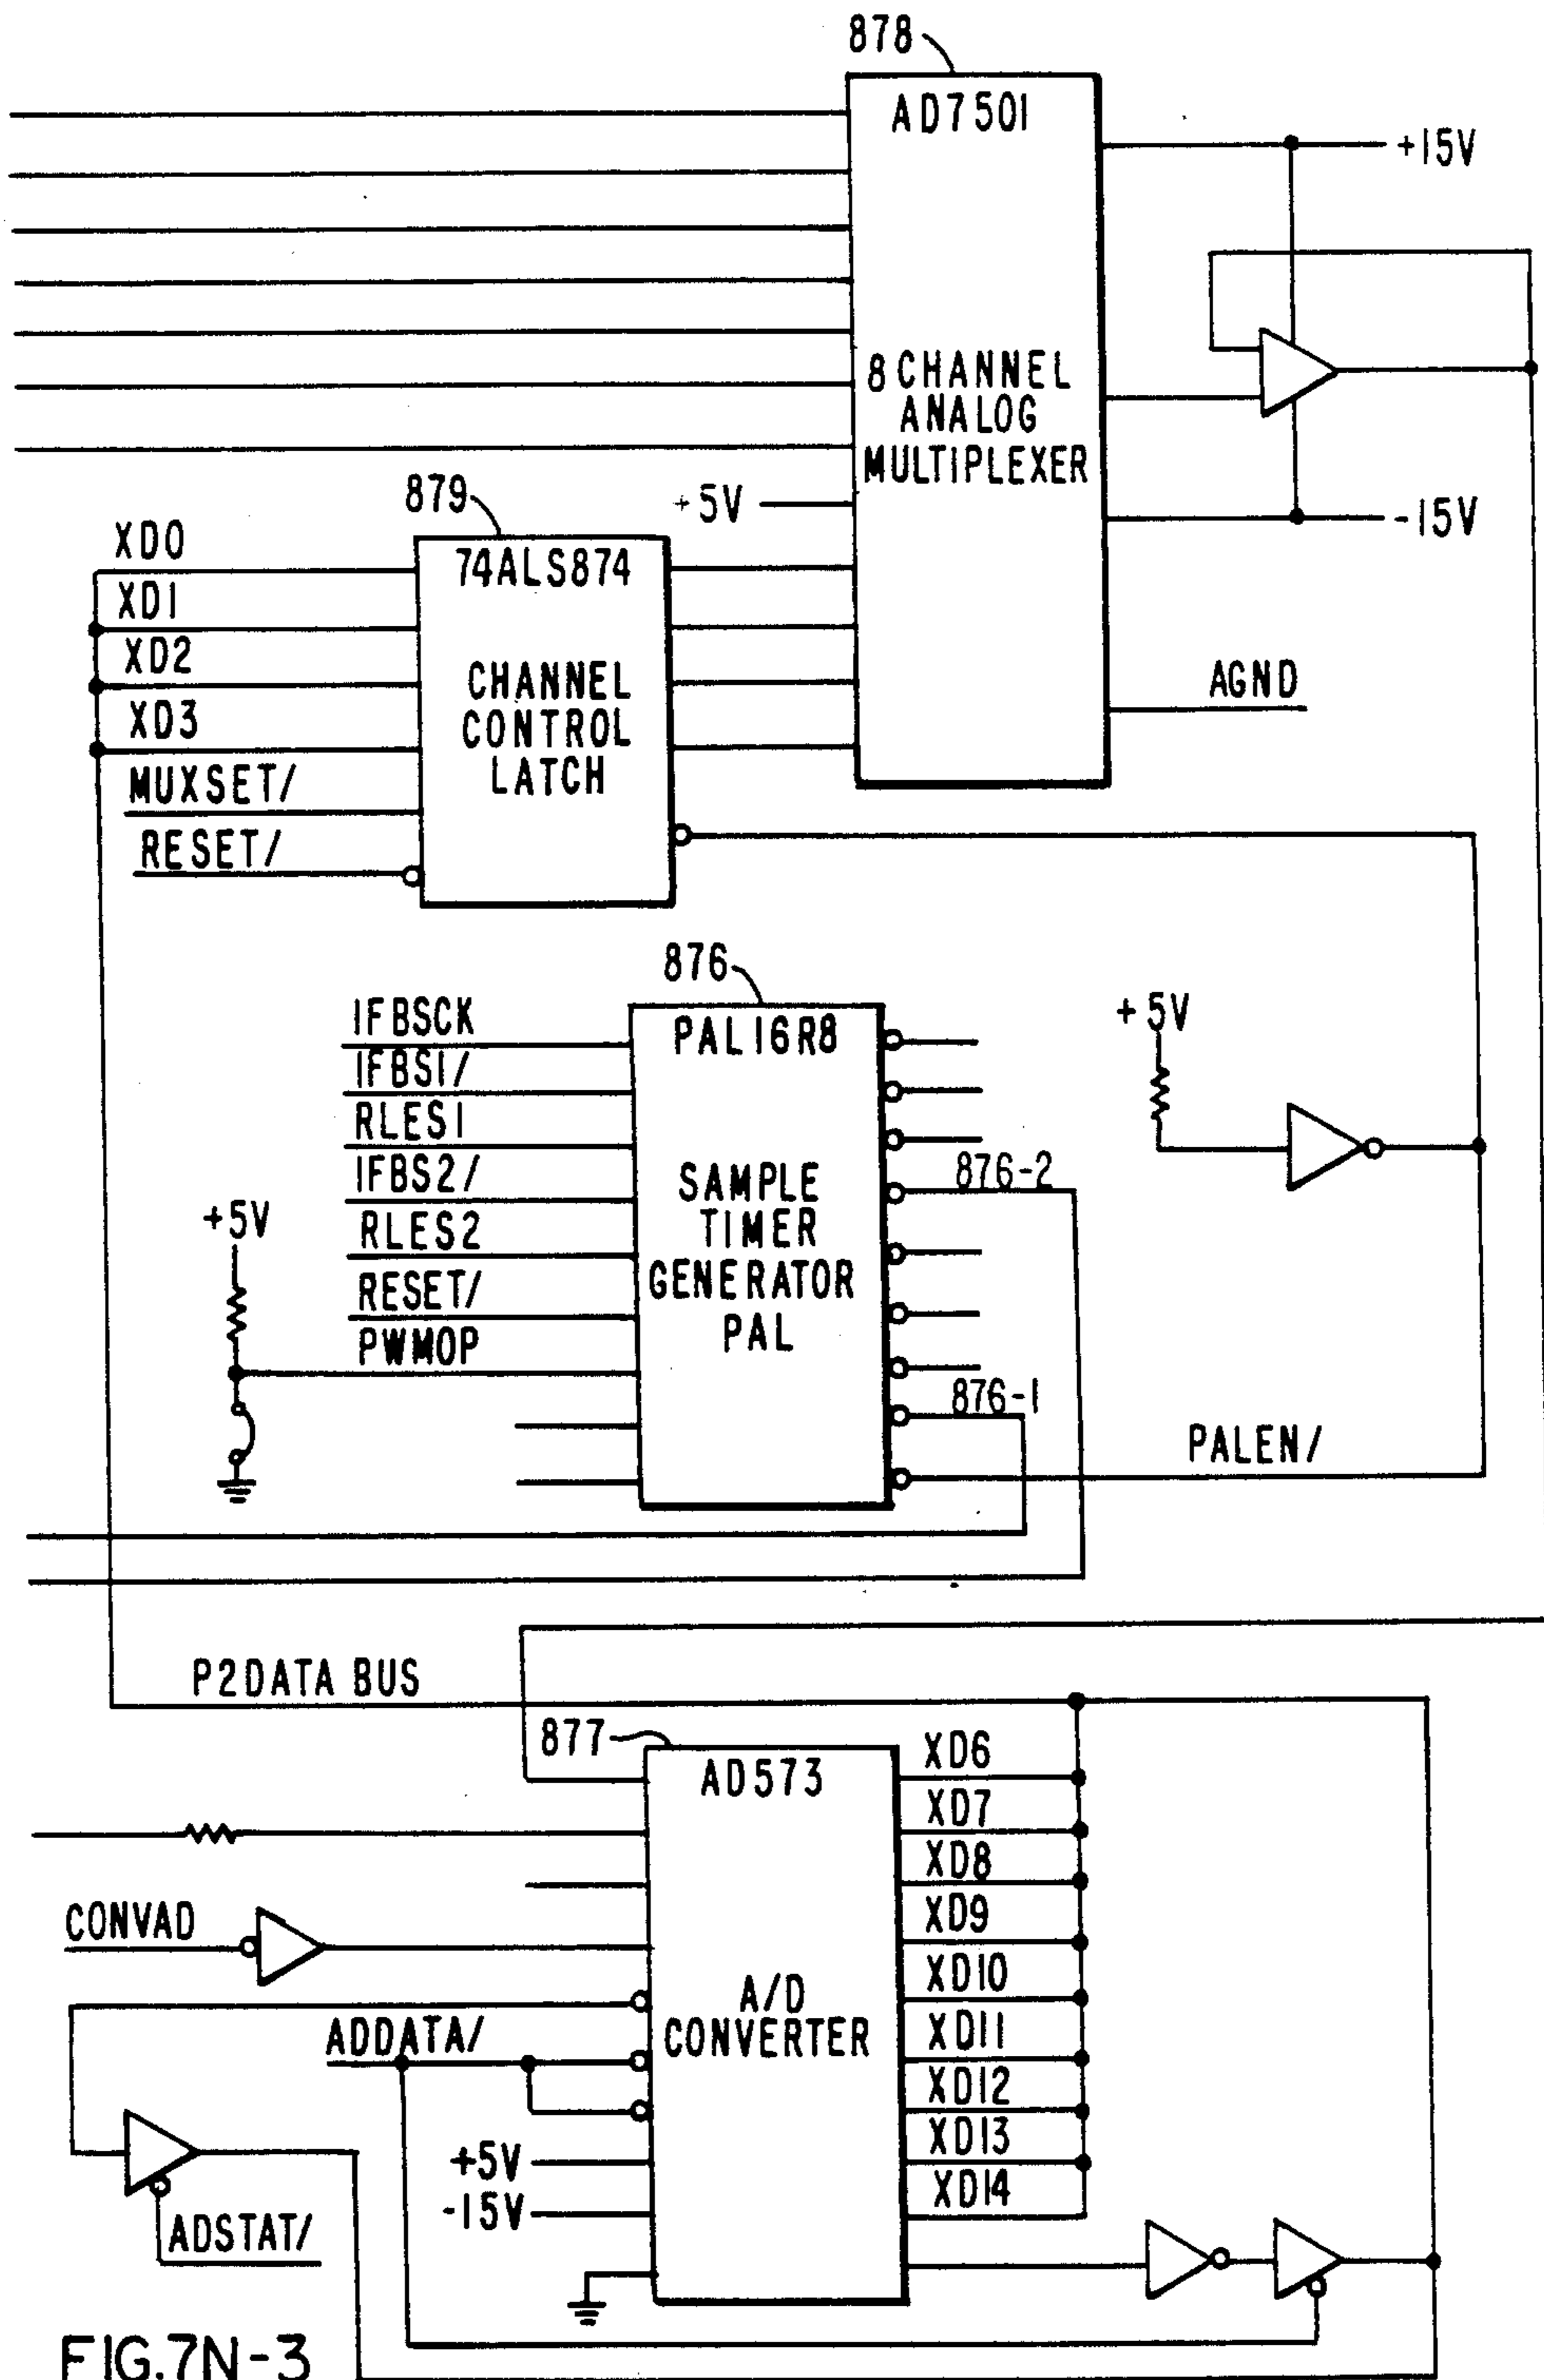 878
AD7501
+15V
8 CHANNEL
ANALOG
MULTIPLEXER
879
+5V
-15V
XD0
74ALS874
XD1
XD2
CHANNEL
CONTROL
LATCH
AGND
XD3
MUXSET/
RESET/
876
IFBSCK
PAL16R8
+5V
IFBS1/
RLES1
876-2
IFBS2/
SAMPLE
TIMER
GENERATOR
PAL
+5V
RLES2
RESET/
PWMOP
876-1
PALEN/
P2DATA BUS
877
AD573
XD6
XD7
XD8
CONVAD
XD9
XD10
A/D
CONVERTER
ADDATA/
XD11
XD12
XD13
+5V
XD14
-15V
ADSTAT/
FIG.7N-3